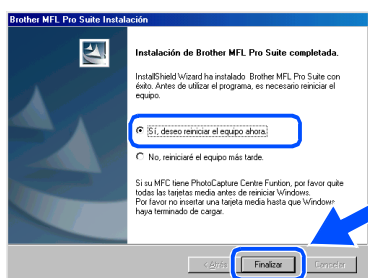 Brother MFL Pro Suite Instalación
Instalación de Brother MFL Pro Suite completada.
InstallShield Wizard ha instalado Brother MFL Pro Suite con
éxito. Antes de utilizar el programa, es necesario reiniciar el
equipo.
Sí, deseo reiniciar el equipo ahora.
No, reiniciaré el equipo más tarde.
Si su MFC tiene PhotoCapture Centre Funtion, por favor quite
todas las tarjetas media antes de reiniciar Windows.
Por favor no insertar una tarjeta media hasta que Windows
haya terminado de cargar.
< Atrás Finalizar Cancelar